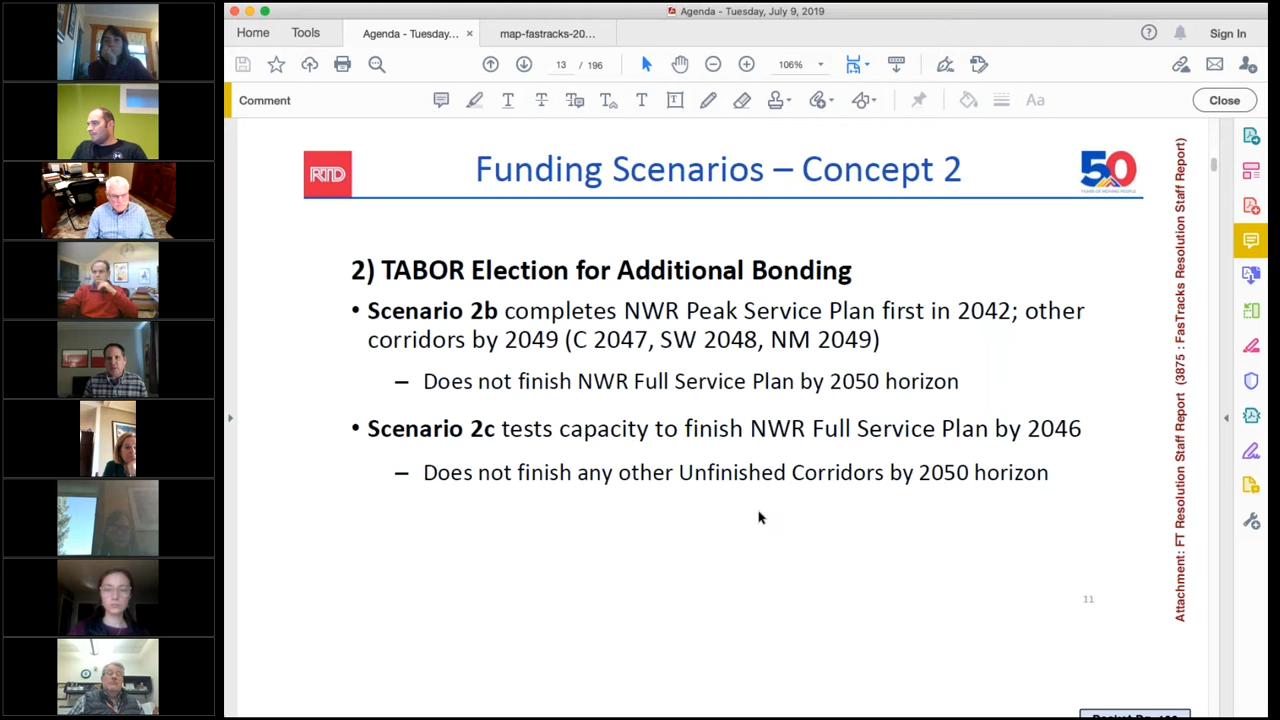 Agenda - Tuesday, July 9, 2019
Home
Tools
Agenda - Tuesday...
×
map-fastracks-20...
Sign In
13 / 196
106%
Comment
Close
RTD
Funding Scenarios – Concept 2
50
2) TABOR Election for Additional Bonding
• Scenario 2b completes NWR Peak Service Plan first in 2042; other
corridors by 2049 (C 2047, SW 2048, NM 2049)
– Does not finish NWR Full Service Plan by 2050 horizon
• Scenario 2c tests capacity to finish NWR Full Service Plan by 2046
– Does not finish any other Unfinished Corridors by 2050 horizon
11
Attachment: FT Resolution Staff Report (3875 : FasTracks Resolution Staff Report)